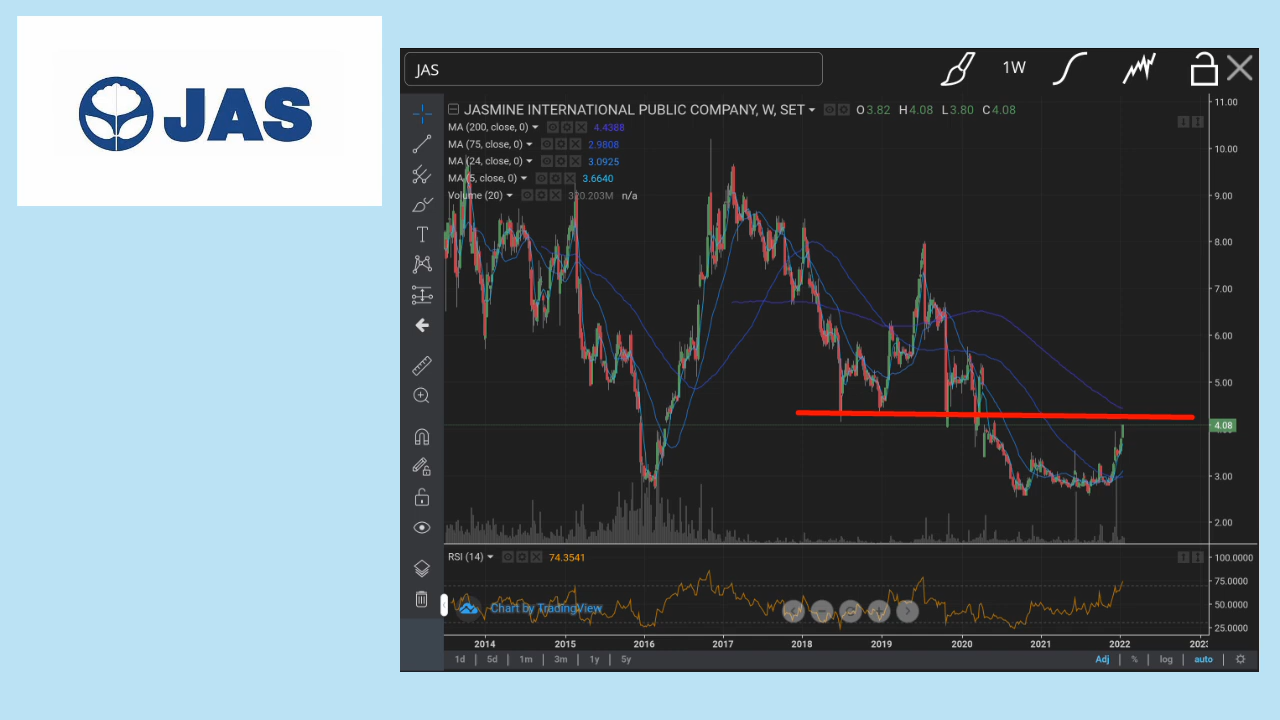 JAS
JAS
1W
JASMINE INTERNATIONAL PUBLIC COMPANY, W, SET
O3.82 H4.08 L3.80 C4.08
MA (200, close, 0) 4.4388
MA (75, close, 0) 2.9808
MA (24, close, 0) 3.0925
MA (5, close, 0) 3.6640
Volume (20) 320.203M n/a
11.00
10.00
9.00
8.00
7.00
6.00
5.00
4.08
3.00
2.00
RSI (14) 74.3541
100.0000
75.0000
50.0000
25.0000
Chart by TradingView
2014 2015 2016 2017 2018 2019 2020 2021 2022 202
1d 5d 1m 3m 1y 5y Adj % log auto